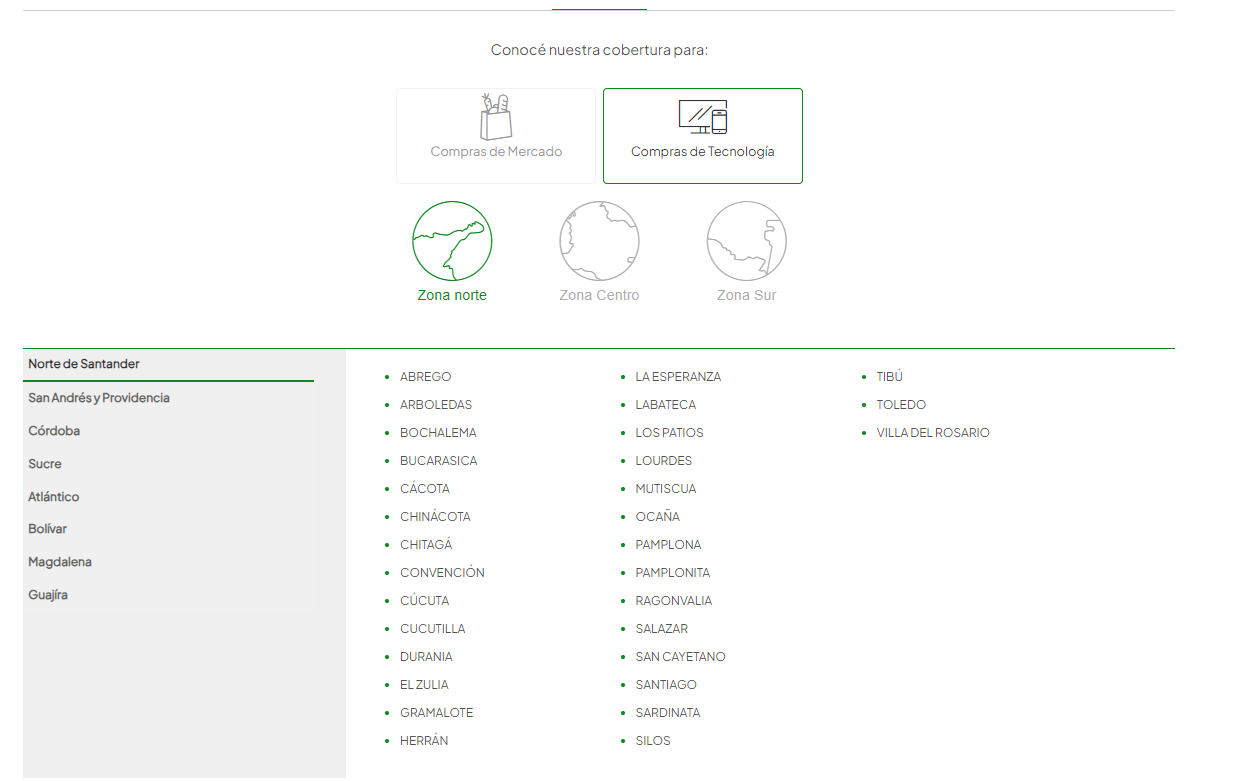 Conocé nuestra cobertura para:
Compras de Mercado
Compras de Tecnología
Zona norte
Zona Centro
Zona Sur
Norte de Santander
San Andrés y Providencia
Córdoba
Sucre
Atlántico
Bolívar
Magdalena
Guajíra
ABREGO
ARBOLEDAS
BOCHALEMA
BUCARASICA
CÁCOTA
CHINÁCOTA
CHITAGÁ
CONVENCIÓN
CÚCUTA
CUCUTILLA
DURANIA
EL ZULIA
GRAMALOTE
HERRÁN
LA ESPERANZA
LABATECA
LOS PATIOS
LOURDES
MUTISCUA
OCAÑA
PAMPLONA
PAMPLONITA
RAGONVALIA
SALAZAR
SAN CAYETANO
SANTIAGO
SARDINATA
SILOS
TIBÚ
TOLEDO
VILLA DEL ROSARIO